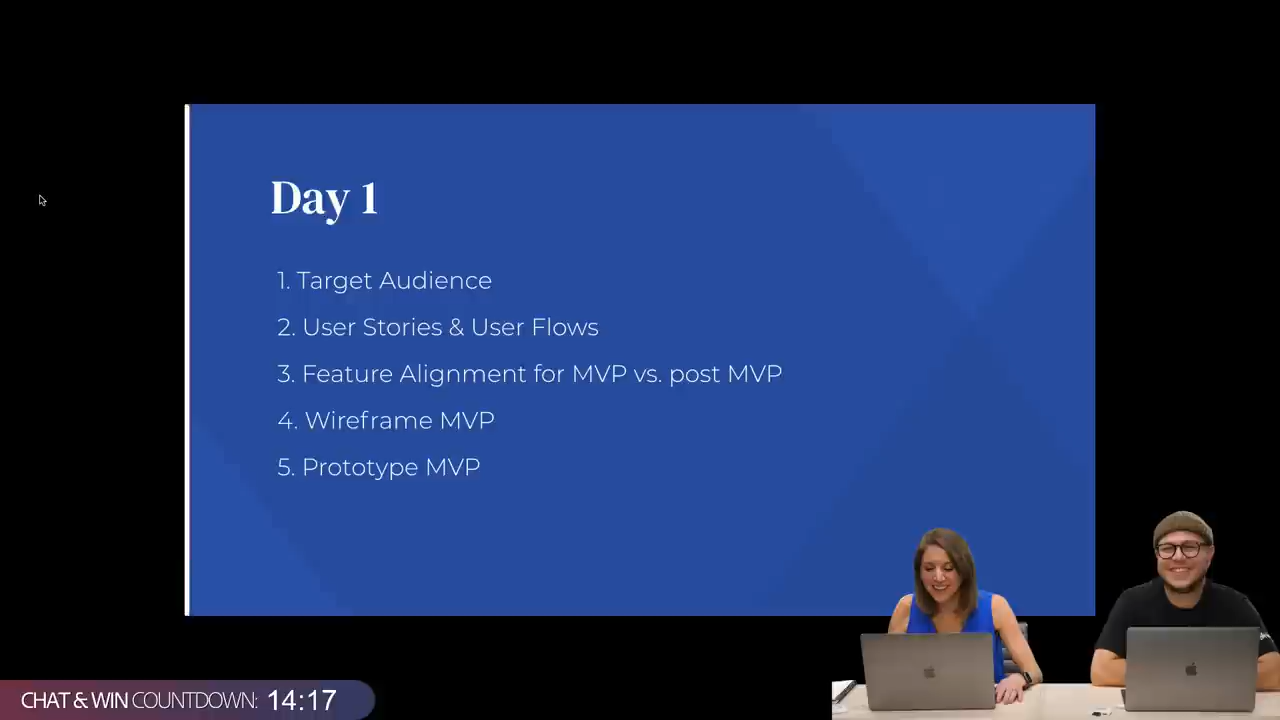 Day 1
1. Target Audience
2. User Stories & User Flows
3. Feature Alignment for MVP vs. post MVP
4. Wireframe MVP
5. Prototype MVP
CHAT & WIN COUNTDOWN: 14:17